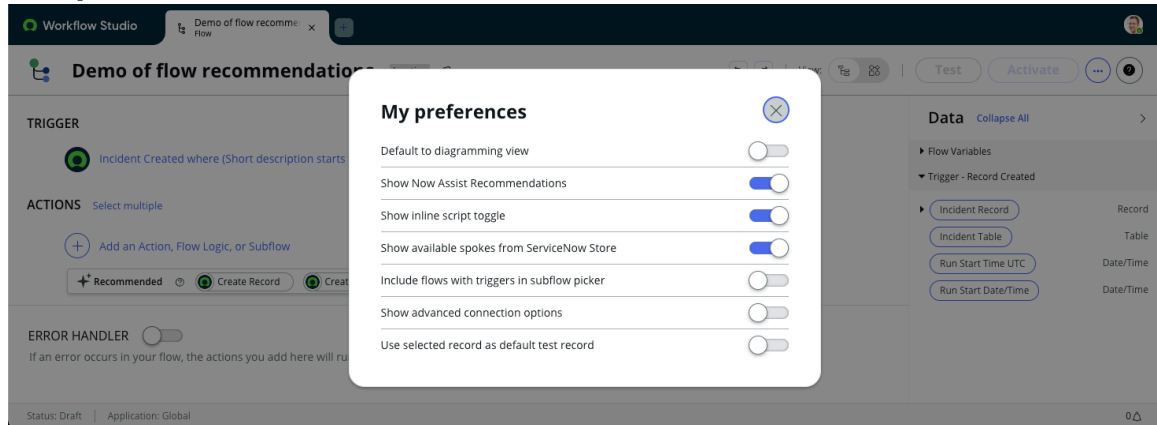 Workflow Studio
Demo of flow recomme
Flow
Demo of flow recommendations
View:
Test
Activate
My preferences
Default to diagramming view
Show Now Assist Recommendations
Show inline script toggle
Show available spokes from ServiceNow Store
Include flows with triggers in subflow picker
Show advanced connection options
Use selected record as default test record
TRIGGER
Incident Created where (Short description starts
ACTIONS Select multiple
Add an Action, Flow Logic, or Subflow
Recommended
Create Record
Creat
ERROR HANDLER
If an error occurs in your flow, the actions you add here will ru
Data Collapse All
Flow Variables
Trigger - Record Created
Incident Record Record
Incident Table Table
Run Start Time UTC Date/Time
Run Start Date/Time Date/Time
Status: Draft | Application: Global
0